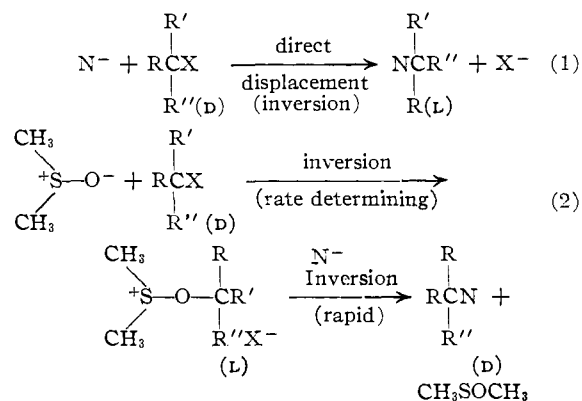 R'
N⁻ + RCX direct NCR'' + X⁻ (1)
displacement
R''(D) (inversion) R(L)
CH₃ R'
⁺S—O⁻ + RCX inversion (2)
(rate determining)
CH₃ R'' (D)
CH₃ R N⁻ R
Inversion
⁺S—O—CR' RCN +
(rapid)
CH₃ R''X⁻ R''
(L) (D)
CH₃SOCH₃